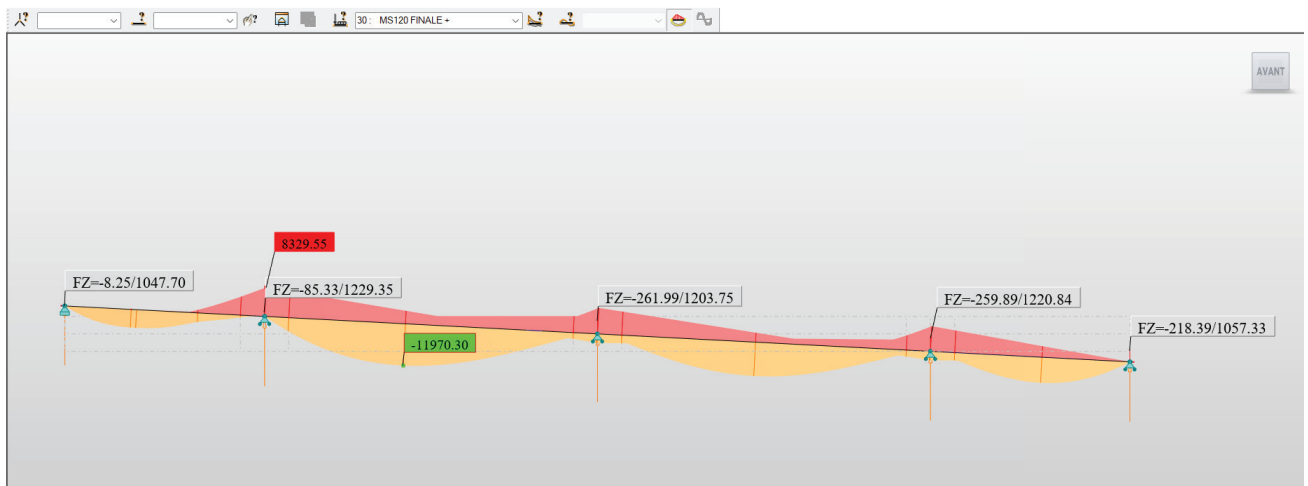 30 : MS120 FINALE +
AVANT
8329.55
FZ=-8.25/1047.70
FZ=-85.33/1229.35
FZ=-261.99/1203.75
FZ=-259.89/1220.84
FZ=-218.39/1057.33
-11970.30